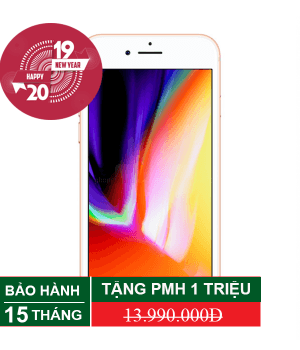 19
NEW YEAR
HAPPY
20
BẢO HÀNH
15 THÁNG
TẶNG PMH 1 TRIỆU
13.990.000Đ